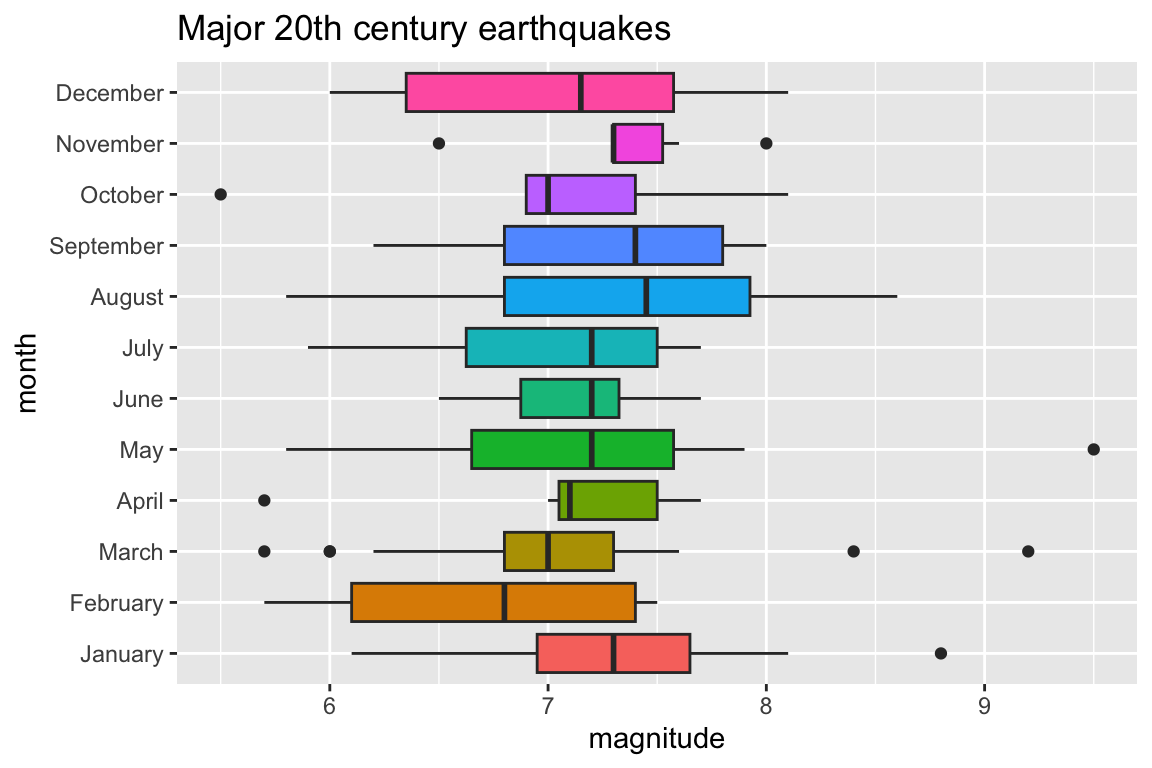 Major 20th century earthquakes
December
November
October
September
August
July
June
May
April
March
February
January
month
6 7 8 9
magnitude